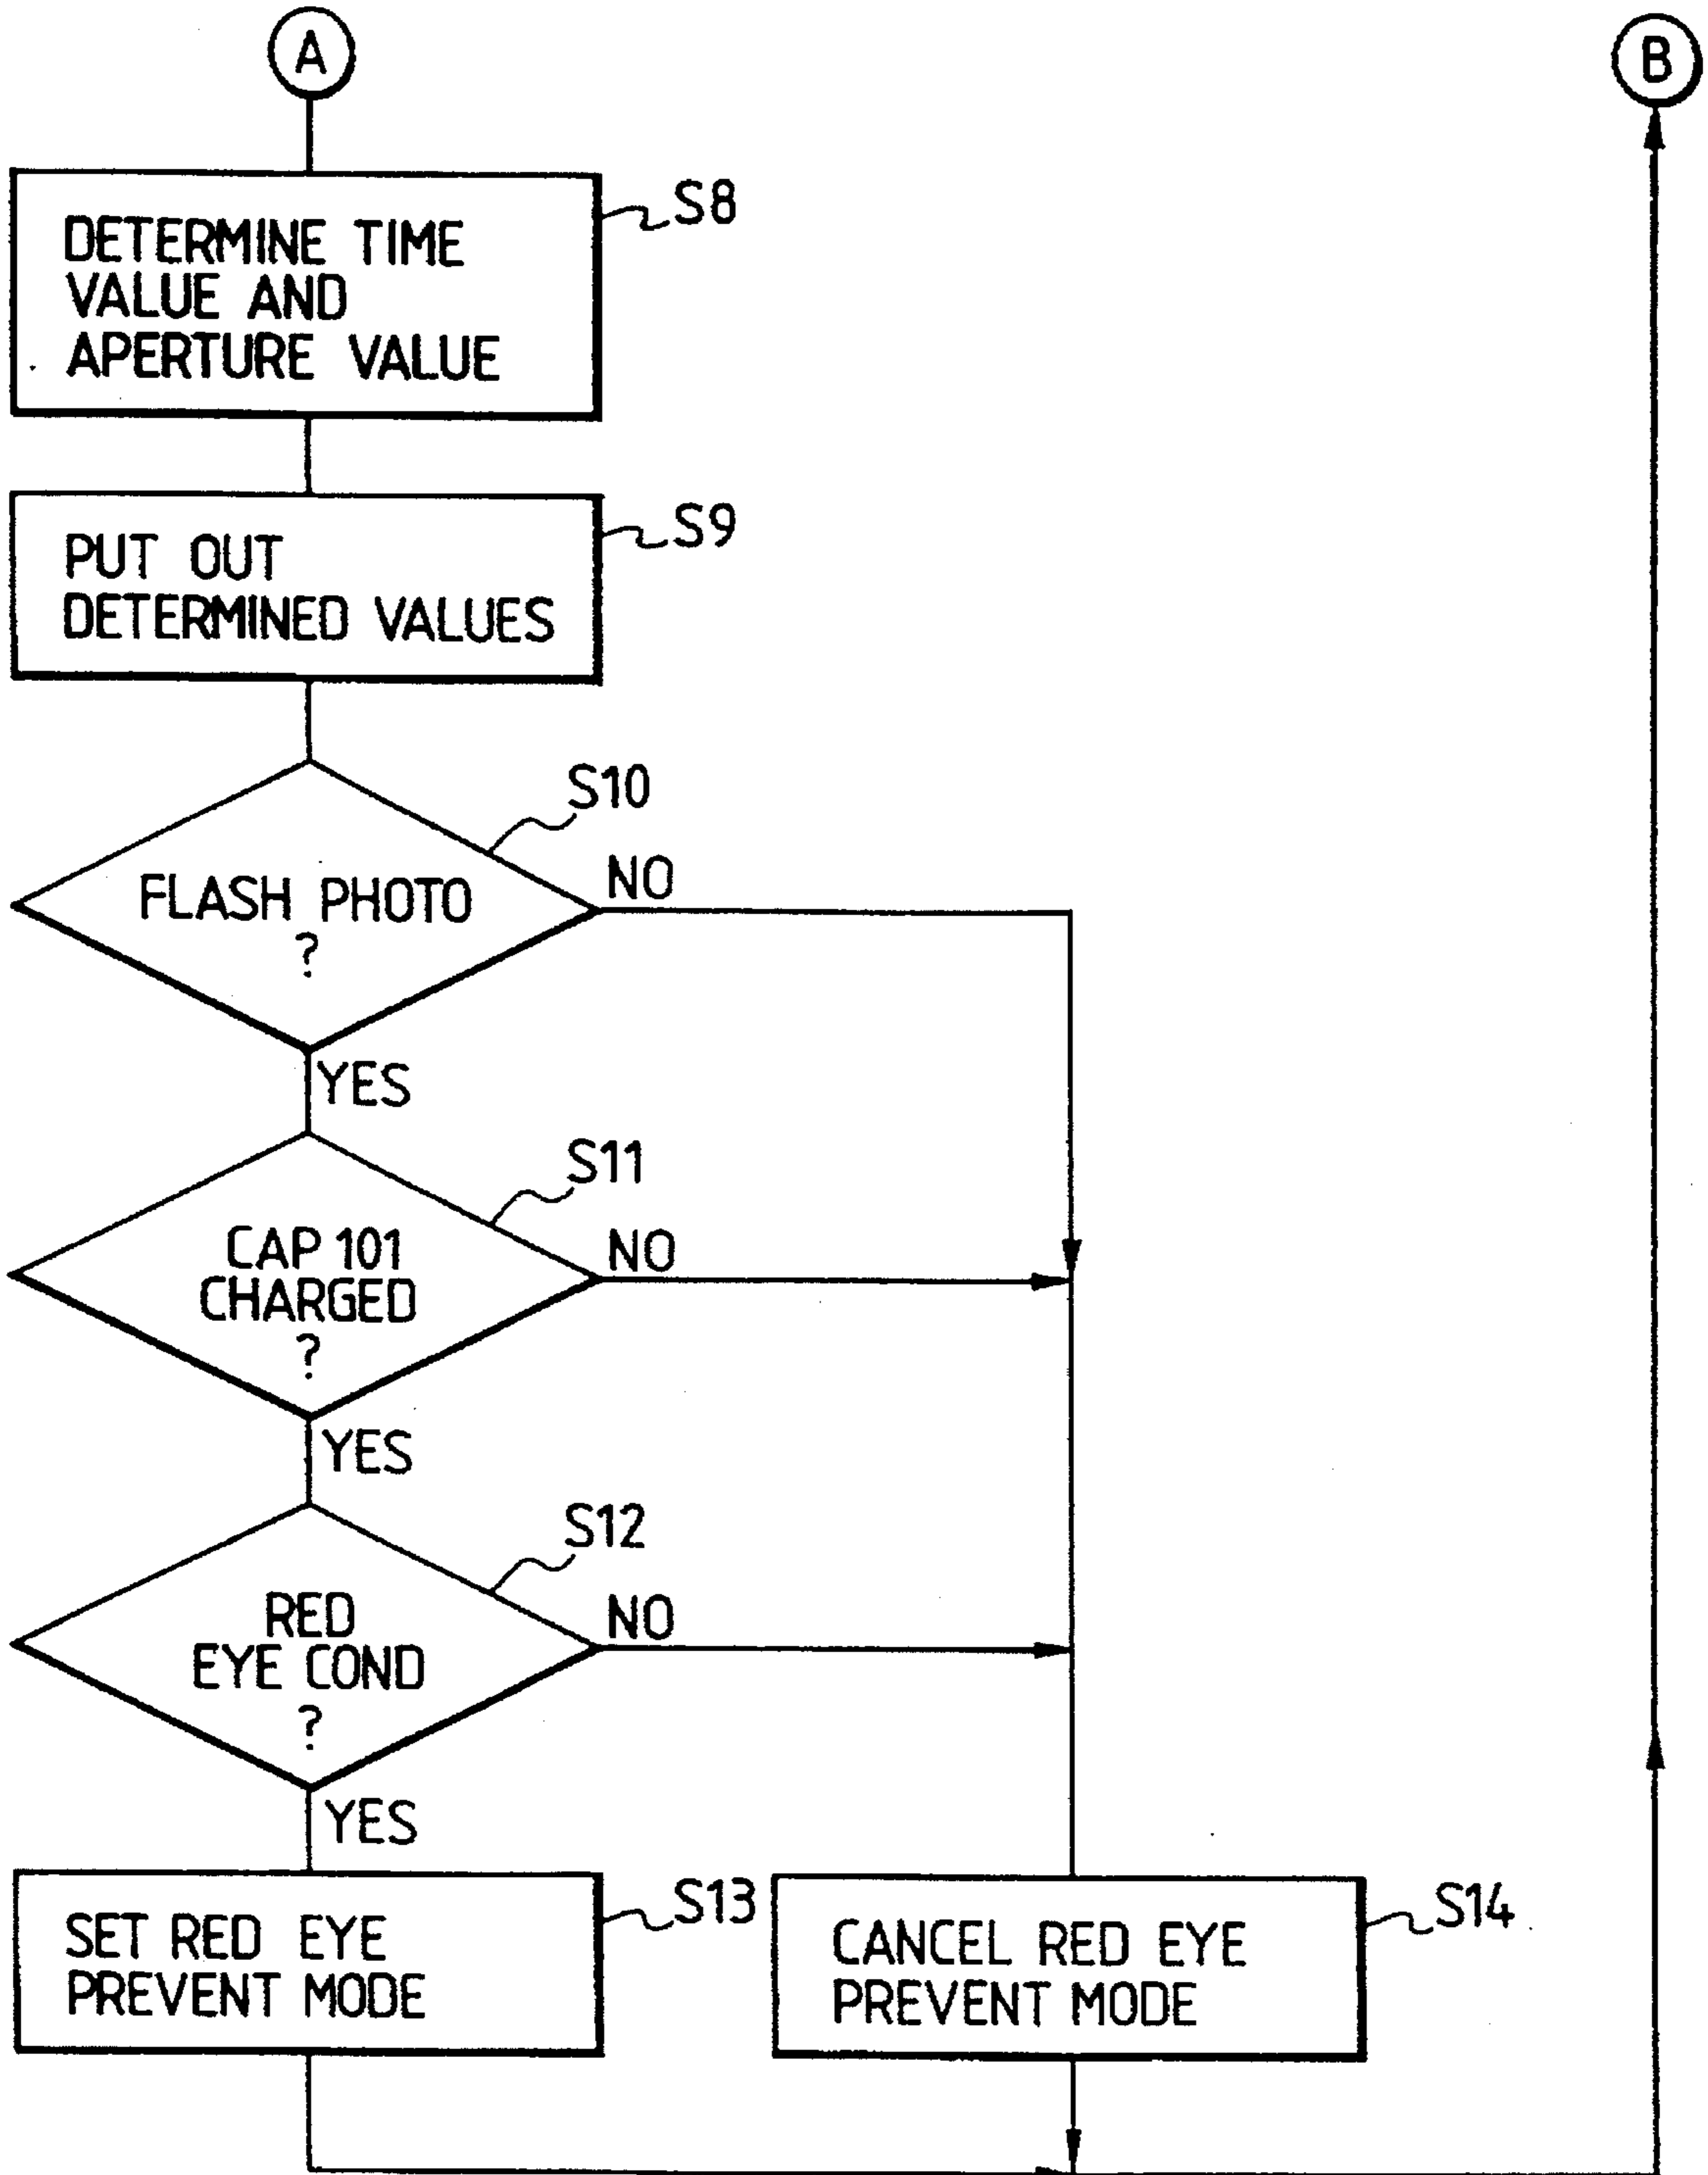 A
B
S8
DETERMINE TIME
VALUE AND
APERTURE VALUE
S9
PUT OUT
DETERMINED VALUES
S10
FLASH PHOTO
?
NO
YES
S11
CAP 101
CHARGED
?
NO
YES
S12
RED
EYE COND
?
NO
YES
S13
SET RED EYE
PREVENT MODE
S14
CANCEL RED EYE
PREVENT MODE